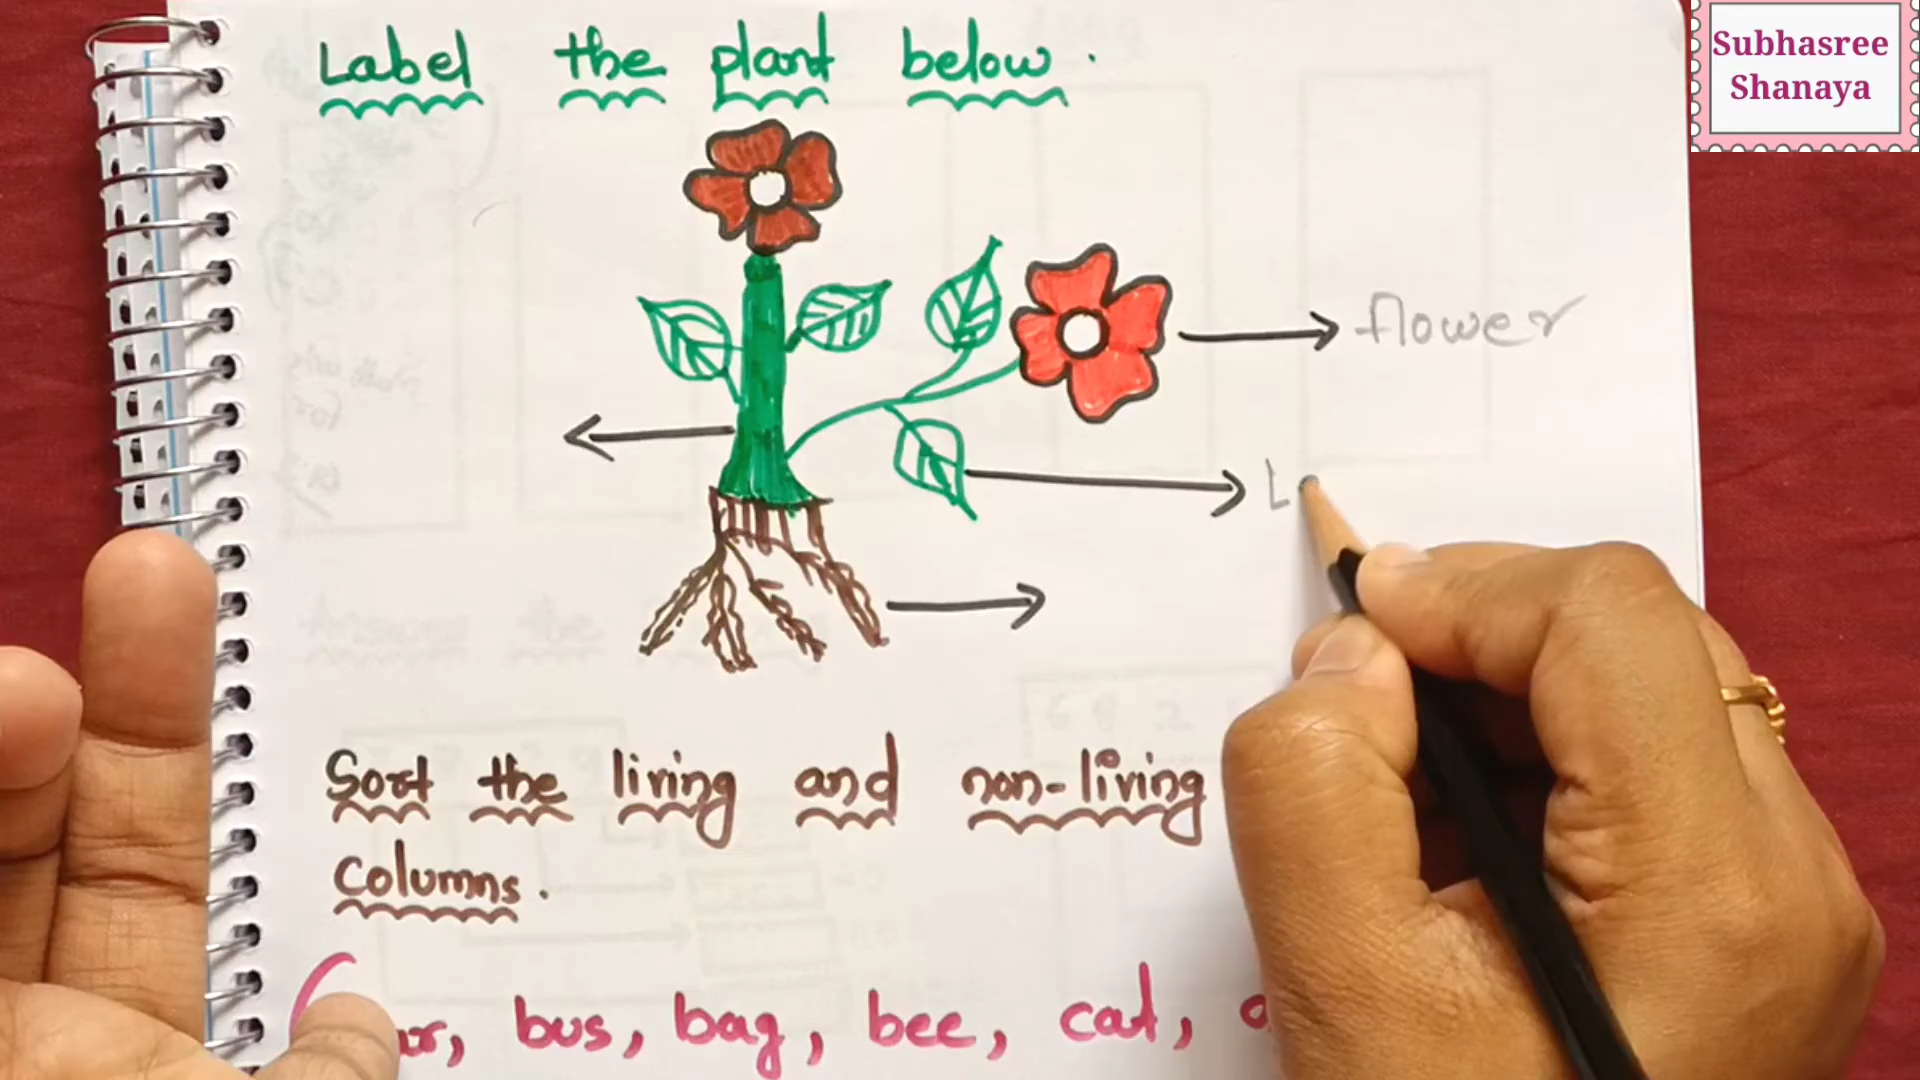 Label the plant below.
flower
L
Sort the living and non-living
columns.
bus, bag, bee, cat,
Subhasree
Shanaya